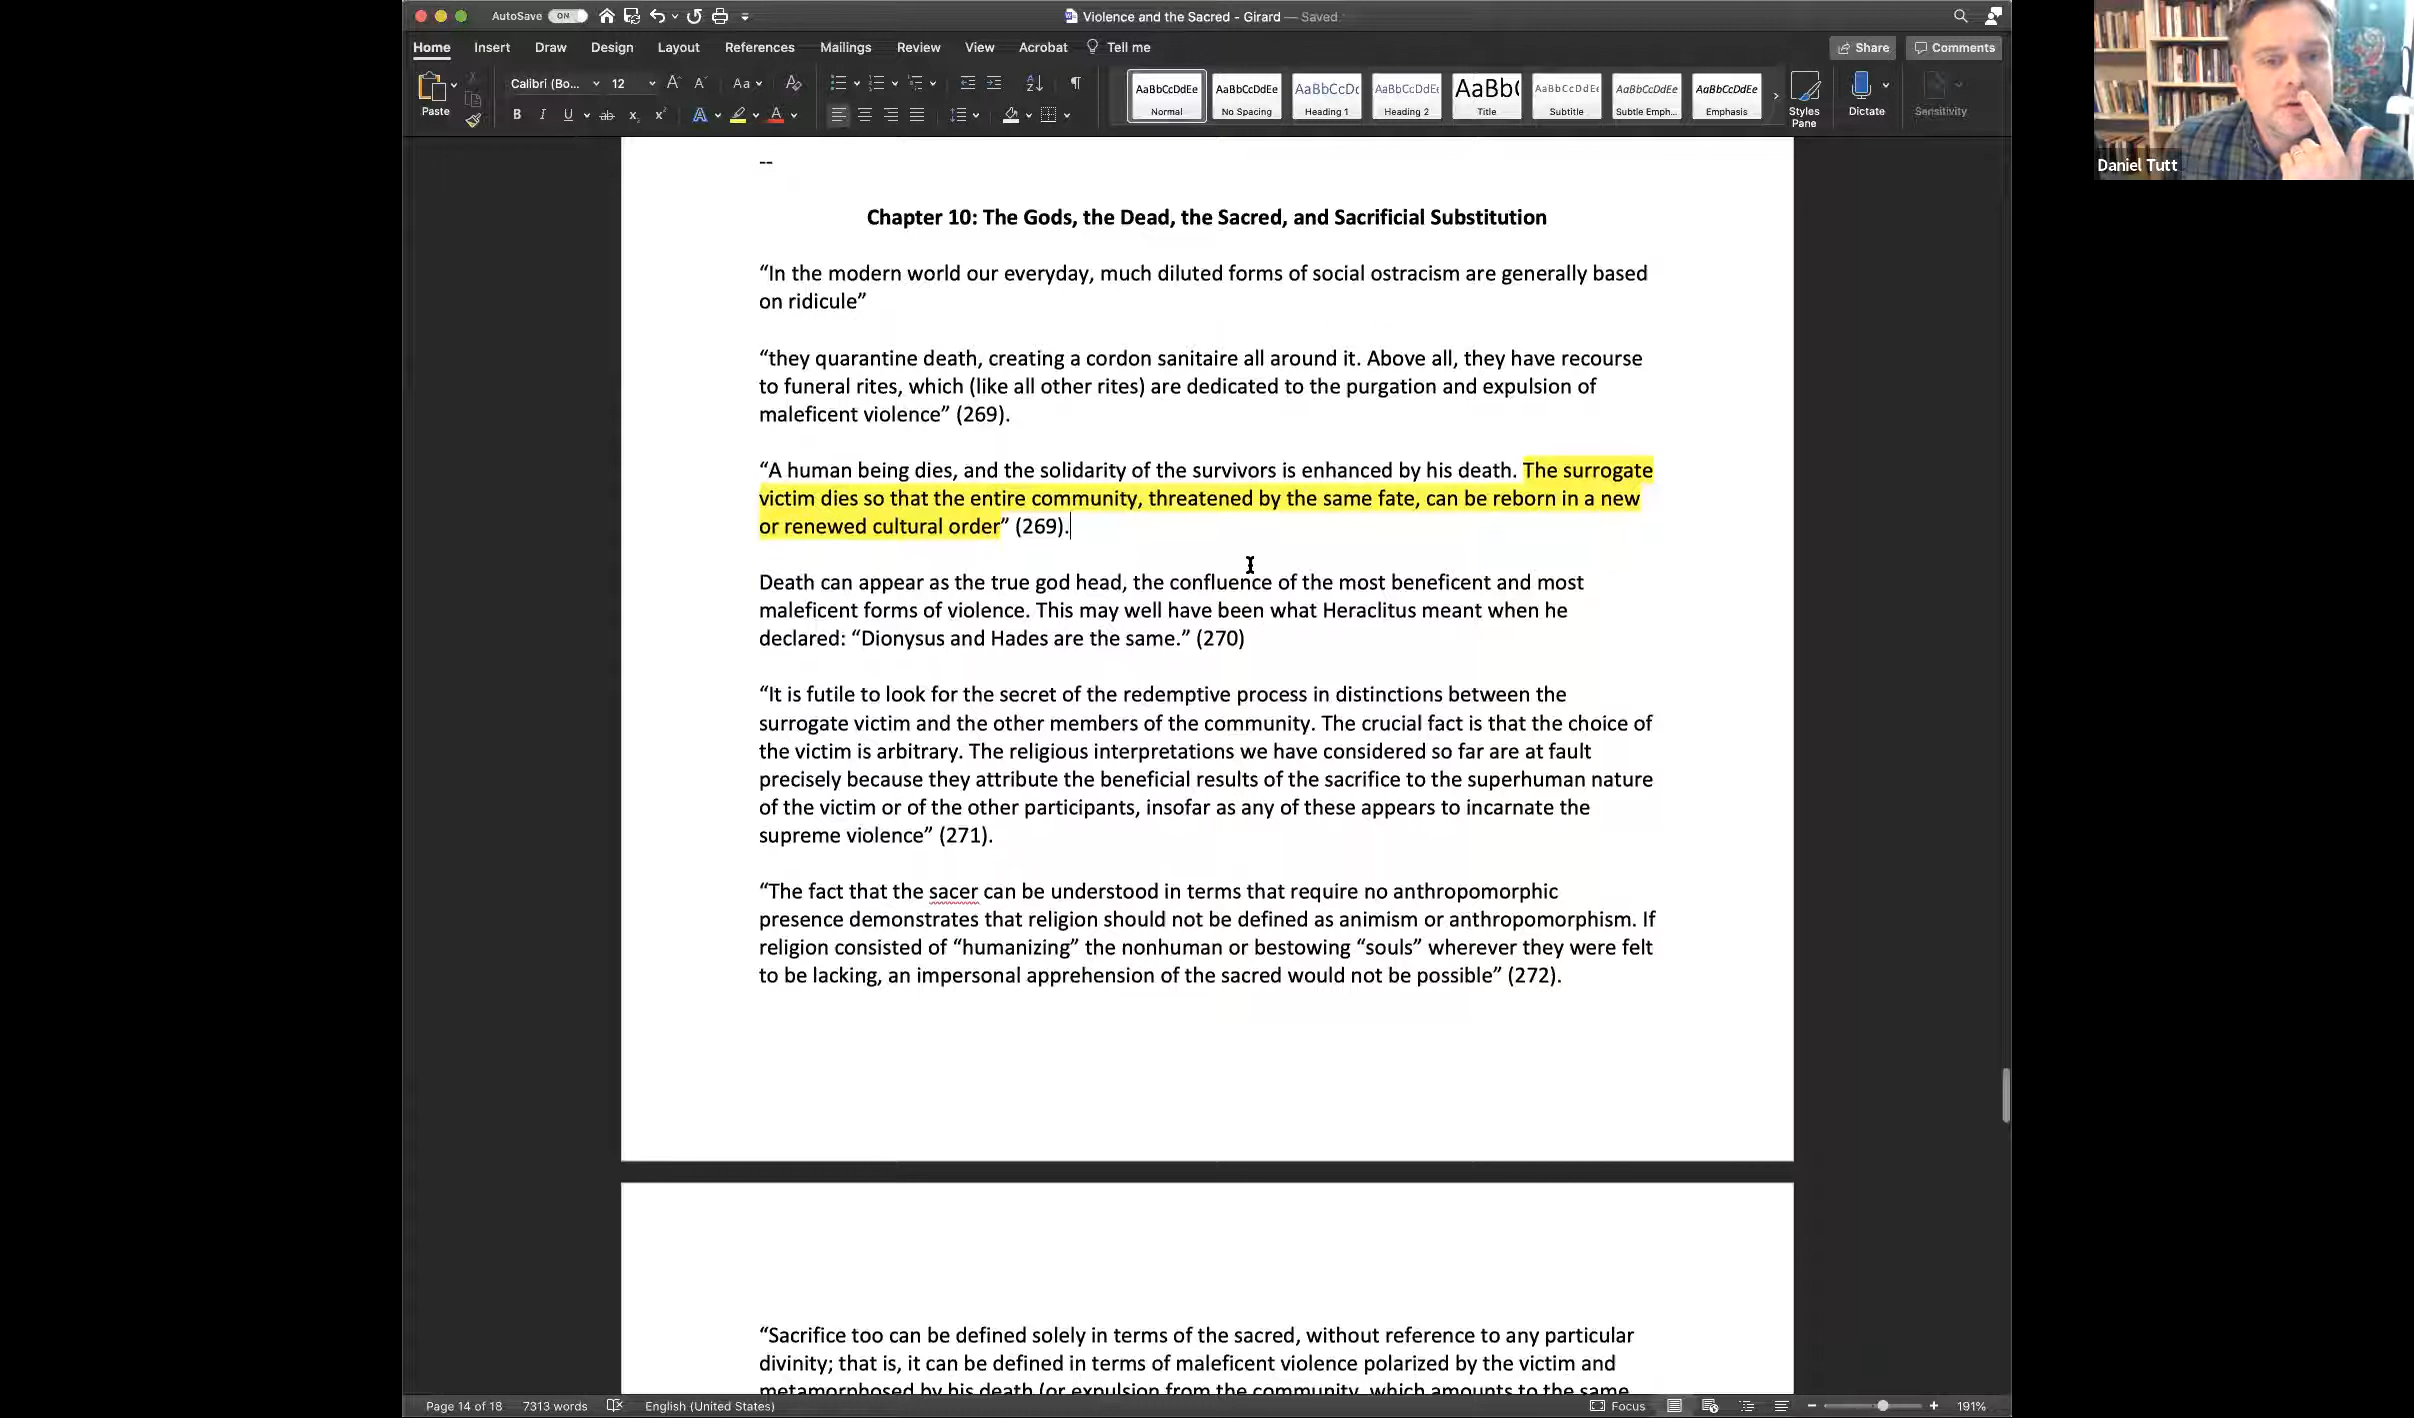 AutoSave ON
Violence and the Sacred - Girard — Saved
Home Insert Draw Design Layout References Mailings Review View Acrobat Tell me
Share Comments
Paste
Calibri (Bo... 12
AaBbCcDdEe Normal
AaBbCcDdEe No Spacing
AaBbCcDc Heading 1
AaBbCcDdEe Heading 2
AaBb( Title
AaBbCcDdEe Subtitle
AaBbCcDdEe Subtle Emph...
AaBbCcDdEe Emphasis
Styles Pane
Dictate
Sensitivity
Daniel Tutt
--
Chapter 10: The Gods, the Dead, the Sacred, and Sacrificial Substitution
“In the modern world our everyday, much diluted forms of social ostracism are generally based
on ridicule”
“they quarantine death, creating a cordon sanitaire all around it. Above all, they have recourse
to funeral rites, which (like all other rites) are dedicated to the purgation and expulsion of
maleficent violence” (269).
“A human being dies, and the solidarity of the survivors is enhanced by his death. The surrogate
victim dies so that the entire community, threatened by the same fate, can be reborn in a new
or renewed cultural order” (269).
Death can appear as the true god head, the confluence of the most beneficent and most
maleficent forms of violence. This may well have been what Heraclitus meant when he
declared: “Dionysus and Hades are the same.” (270)
“It is futile to look for the secret of the redemptive process in distinctions between the
surrogate victim and the other members of the community. The crucial fact is that the choice of
the victim is arbitrary. The religious interpretations we have considered so far are at fault
precisely because they attribute the beneficial results of the sacrifice to the superhuman nature
of the victim or of the other participants, insofar as any of these appears to incarnate the
supreme violence” (271).
“The fact that the sacer can be understood in terms that require no anthropomorphic
presence demonstrates that religion should not be defined as animism or anthropomorphism. If
religion consisted of “humanizing” the nonhuman or bestowing “souls” wherever they were felt
to be lacking, an impersonal apprehension of the sacred would not be possible” (272).
“Sacrifice too can be defined solely in terms of the sacred, without reference to any particular
divinity; that is, it can be defined in terms of maleficent violence polarized by the victim and
metamorphosed by his death (or expulsion from the community, which amounts to the same
Page 14 of 18 7313 words English (United States) Focus 191%